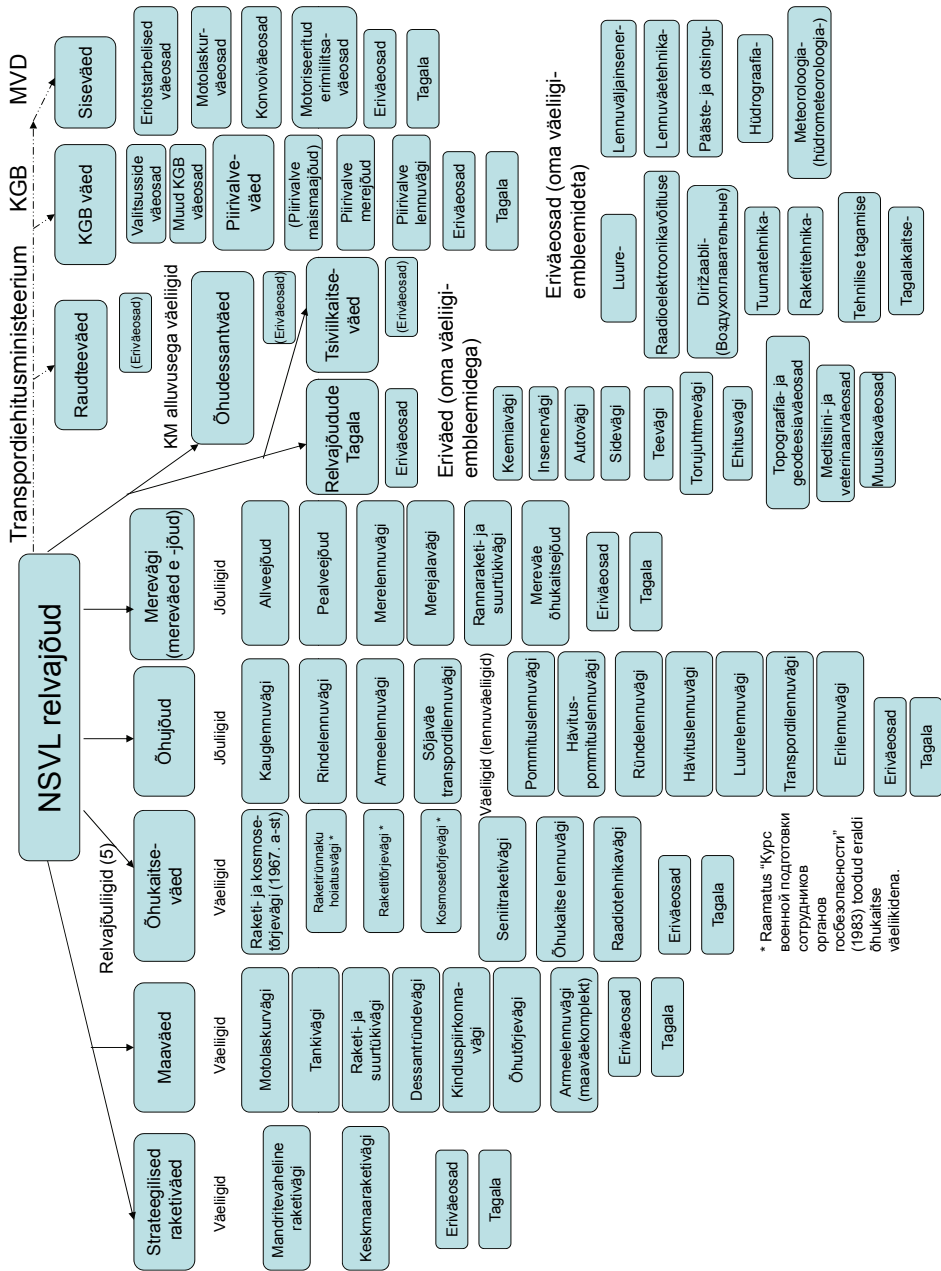 NSVL relvajõud
Transpordiehitusministeerium
KGB
MVD
Relvajõuliigid (5)
KM alluvusega väeliigid
Strateegilised
raketiväed
Väeliigid
Mandritevaheline
raketivägi
Keskmaaraketivägi
Eriväeosad
Tagala
Maaväed
Väeliigid
Motolaskurvägi
Tankivägi
Raketi- ja
suurtükivägi
Dessantründevägi
Kindluspiirkonna-
vägi
Õhutõrjevägi
Armeelennuvägi
(maaväekomplekt)
Eriväeosad
Tagala
Õhukaitse-
väed
Väeliigid
Raketi- ja kosmose-
tõrjevägi (1967. a-st)
Raketirünnaku
hoiatusvägi *
Raketitõrjevägi *
Kosmosetõrjevägi *
Seniitraketivägi
Õhukaitse lennuvägi
Raadiotehnikavägi
Eriväeosad
Tagala
* Raamatus "Курс
военной подготовки
сотрудников
органов
госбезопасности"
(1983) toodud eraldi
õhukaitse
väeliikidena.
Õhujõud
Jõuliigid
Kauglennuvägi
Rindelennuvägi
Armeelennuvägi
Sõjaväe
transpordilennuvägi
Väeliigid (lennuväeliigid)
Pommituslennuvägi
Hävitus-
pommituslennuvägi
Ründelennuvägi
Hävituslennuvägi
Luurelennuvägi
Transpordilennuvägi
Erilennuvägi
Eriväeosad
Tagala
Merevägi
(mereväed e -jõud)
Jõuliigid
Allveejõud
Pealveejõud
Merelennuvägi
Merejalavägi
Rannaraketi- ja
suurtükivägi
Mereväe
õhukaitsejõud
Eriväeosad
Tagala
Relvajõudude
Tagala
Eriväeosad
Tsiviilkaitse-
väed
(Eriväeosad)
Õhudessantväed
(Eriväeosad)
Raudteeväed
(Eriväeosad)
KGB väed
Valitsusside
väeosad
Muud KGB
väeosad
Piirivalve-
väed
(Piirivalve
maismaajõud)
Piirivalve
merejõud
Piirivalve
lennuvägi
Eriväeosad
Tagala
Siseväed
Eriotstarbelised
väeosad
Motolaskur-
väeosad
Konvoiväeosad
Motoriseeritud
erimiilitsa-
väeosad
Eriväeosad
Tagala
Eriväed (oma väeliigi-
embleemidega)
Keemiavägi
Insenervägi
Autovägi
Sidevägi
Teevägi
Torujuhtmevägi
Ehitusvägi
Topograafia- ja
geodeesiaväeosad
Meditsiini- ja
veterinaarväeosad
Muusikaväeosad
Eriväeosad (oma väeliigi-
embleemideta)
Luure-
Raadioelektroonikavõitluse
Dirižaabli-
(Воздухоплавательные)
Tuumatehnika-
Raketitehnika-
Tehnilise tagamise
Tagalakaitse-
Lennuväljainsener-
Lennuväetehnika-
Pääste- ja otsingu-
Hüdrograafia-
Meteoroloogia-
(hüdrometeoroloogia-)